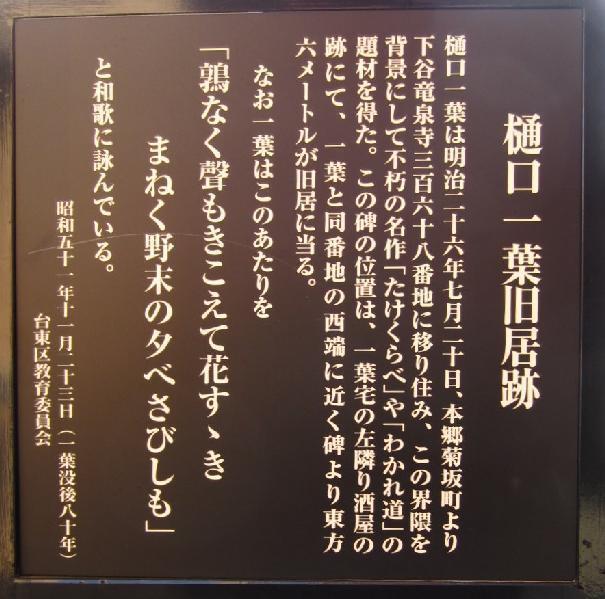 樋口一葉旧居跡
樋口一葉は明治二十六年七月二十日、本郷菊坂町より
下谷竜泉寺三百六十八番地に移り住み、この界隈を
背景にして不朽の名作「たけくらべ」や「わかれ道」の
題材を得た。この碑の位置は、一葉宅の左隣り酒屋の
跡にて、一葉と同番地の西端に近く碑より東方
六メートルが旧居に当る。
なお一葉はこのあたりを
「鶉なく聲もきこえて花すゝき
まねく野末の夕べさびしも」
と和歌に詠んでいる。
昭和五十一年十一月二十三日（一葉没後八十年）
台東区教育委員会